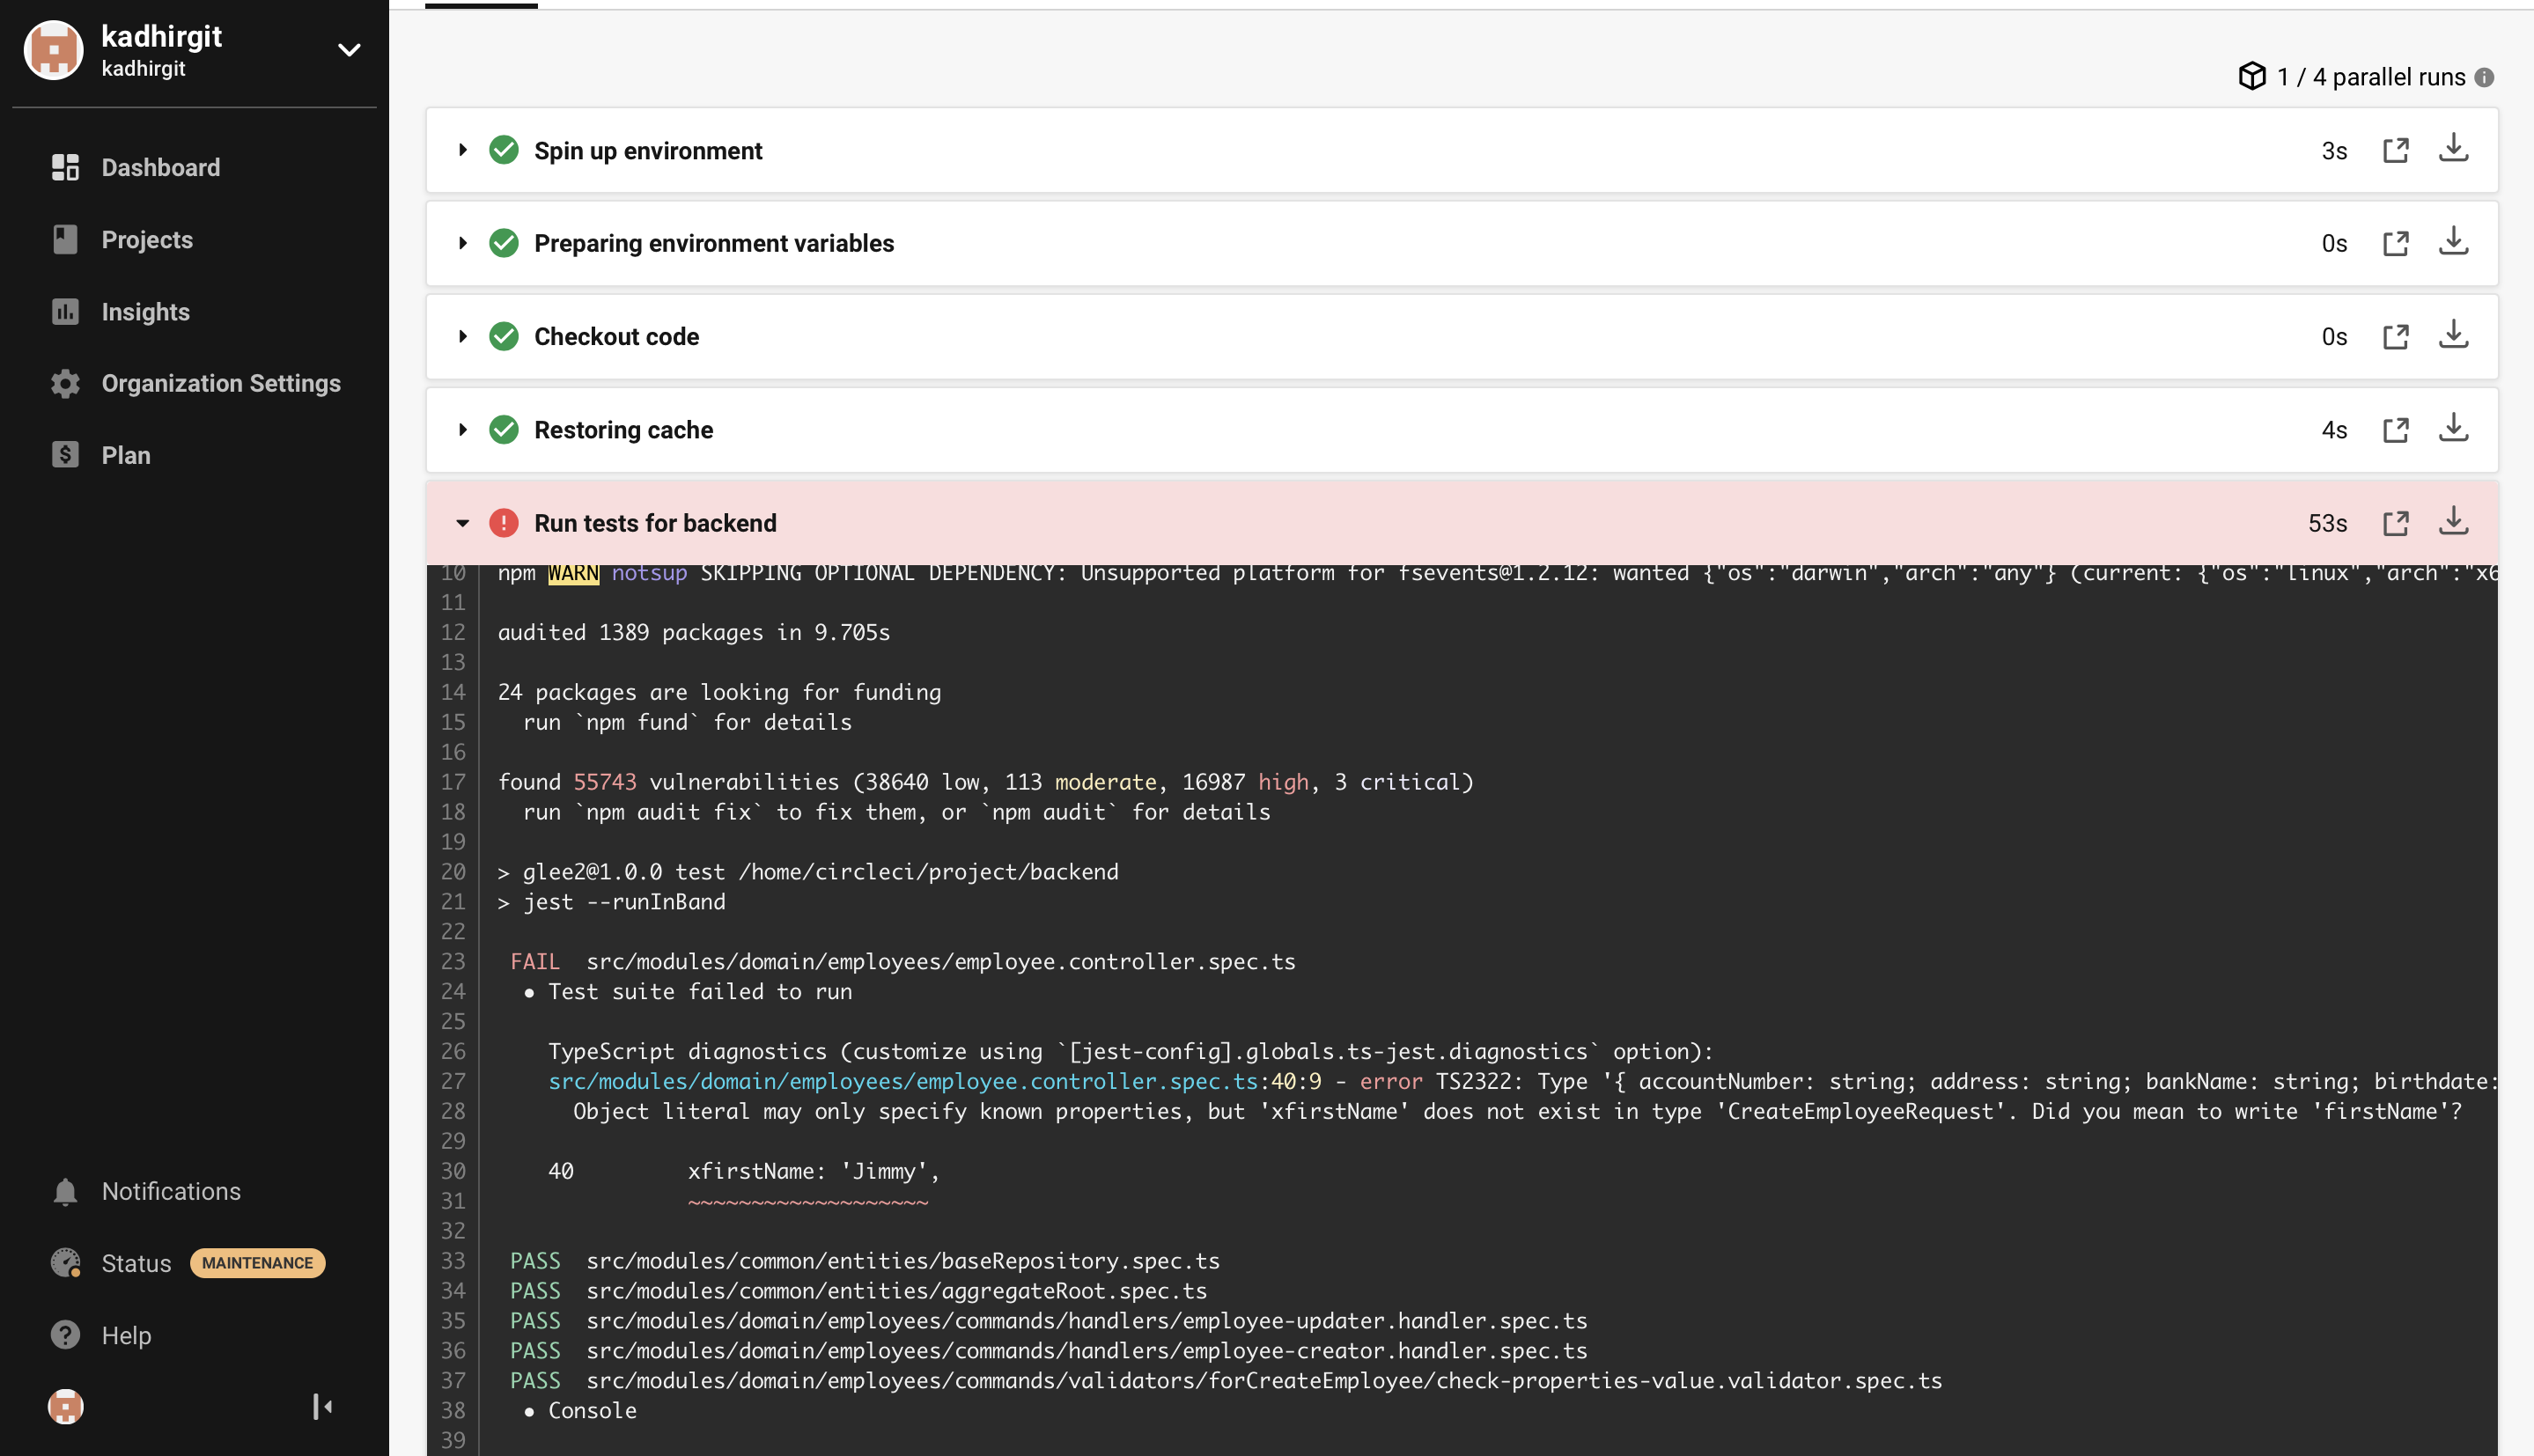 kadhirgit
kadhirgit
Dashboard
Projects
Insights
Organization Settings
Plan
Notifications
Status MAINTENANCE
Help
1 / 4 parallel runs
Spin up environment 3s
Preparing environment variables 0s
Checkout code 0s
Restoring cache 4s
Run tests for backend 53s
10 npm WARN notsup SKIPPING OPTIONAL DEPENDENCY: Unsupported platform for fsevents@1.2.12: wanted {"os":"darwin","arch":"any"} (current: {"os":"linux","arch":"x6
11
12 audited 1389 packages in 9.705s
13
14 24 packages are looking for funding
15 run `npm fund` for details
16
17 found 55743 vulnerabilities (38640 low, 113 moderate, 16987 high, 3 critical)
18 run `npm audit fix` to fix them, or `npm audit` for details
19
20 > glee2@1.0.0 test /home/circleci/project/backend
21 > jest --runInBand
22
23 FAIL src/modules/domain/employees/employee.controller.spec.ts
24 ● Test suite failed to run
25
26 TypeScript diagnostics (customize using `[jest-config].globals.ts-jest.diagnostics` option):
27 src/modules/domain/employees/employee.controller.spec.ts:40:9 - error TS2322: Type '{ accountNumber: string; address: string; bankName: string; birthdate:
28 Object literal may only specify known properties, but 'xfirstName' does not exist in type 'CreateEmployeeRequest'. Did you mean to write 'firstName'?
29
30 40 xfirstName: 'Jimmy',
31 ~~~~~~~~~~~~~~~~~~~
32
33 PASS src/modules/common/entities/baseRepository.spec.ts
34 PASS src/modules/common/entities/aggregateRoot.spec.ts
35 PASS src/modules/domain/employees/commands/handlers/employee-updater.handler.spec.ts
36 PASS src/modules/domain/employees/commands/handlers/employee-creator.handler.spec.ts
37 PASS src/modules/domain/employees/commands/validators/forCreateEmployee/check-properties-value.validator.spec.ts
38 ● Console
39